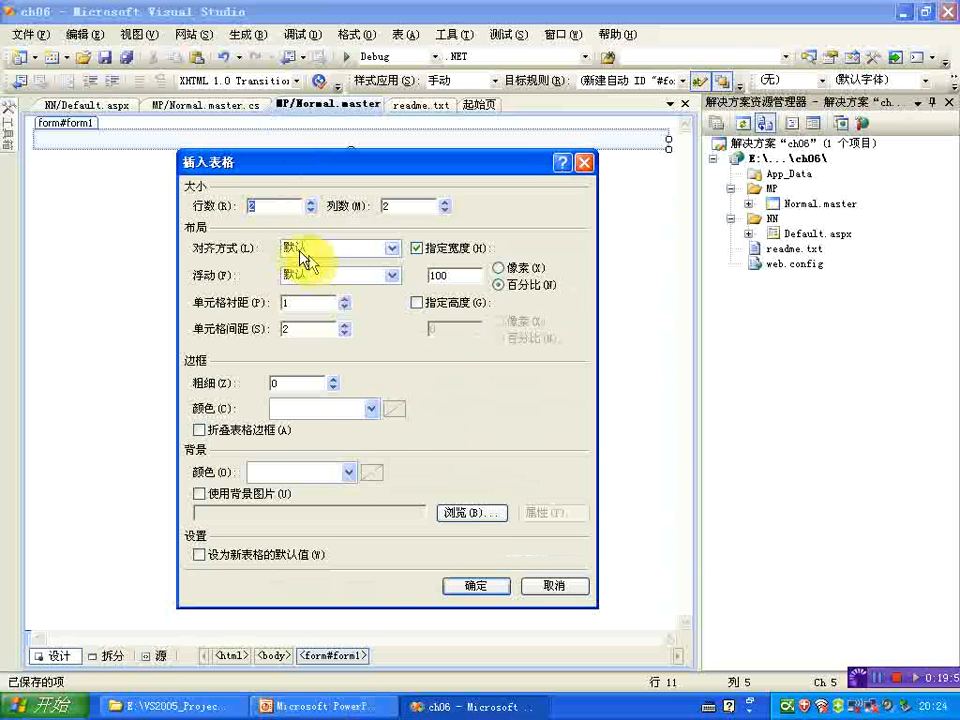 ch06 - Microsoft Visual Studio
文件(F) 编辑(E) 视图(V) 网站(S) 生成(B) 调试(D) 格式(O) 表(A) 工具(T) 测试(S) 窗口(W) 帮助(H)
Debug .NET
XHTML 1.0 Transition 样式应用(S): 手动 目标规则(R): (新建自动 ID "#fo: (无) (默认字体)
NN/Default.aspx MP/Normal.master.cs MP/Normal.master readme.txt 起始页
解决方案资源管理器 - 解决方案“ch...
工具箱
form#form1
解决方案“ch06”(1 个项目)
E:\...\ch06\
App_Data
MP
Normal.master
NN
Default.aspx
readme.txt
web.config
插入表格
大小
行数(R): 2 列数(M): 2
布局
对齐方式(L): 默认 指定宽度(H):
浮动(F): 默认 100 像素(X)
百分比(N)
单元格衬距(P): 1 指定高度(G):
单元格间距(S): 2 0 像素(X)
百分比(N)
边框
粗细(Z): 0
颜色(C):
折叠表格边框(A)
背景
颜色(O):
使用背景图片(U)
浏览(B)... 属性(T)
设置
设为新表格的默认值(W)
确定 取消
设计 拆分 源 <html> <body> <form#form1>
已保存的项 行 11 列 5 Ch 5
0:19:5
开始 E:\VS2005_Projec... Microsoft PowerP... ch06 - Microsoft ... 20:24